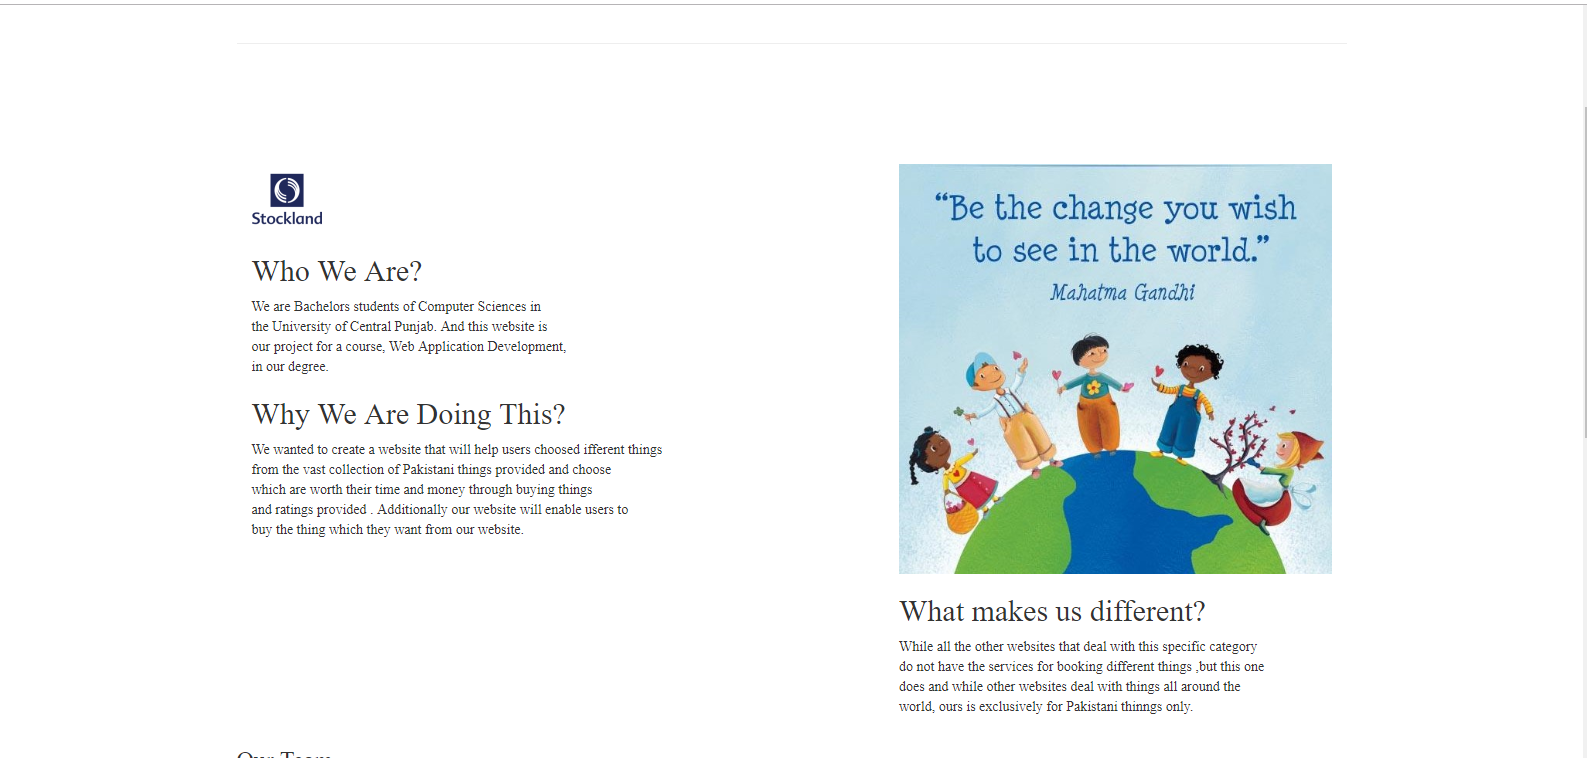 Stockland
Who We Are?
We are Bachelors students of Computer Sciences in
the University of Central Punjab. And this website is
our project for a course, Web Application Development,
in our degree.
Why We Are Doing This?
We wanted to create a website that will help users choosed ifferent things
from the vast collection of Pakistani things provided and choose
which are worth their time and money through buying things
and ratings provided . Additionally our website will enable users to
buy the thing which they want from our website.
“Be the change you wish
to see in the world.”
Mahatma Gandhi
What makes us different?
While all the other websites that deal with this specific category
do not have the services for booking different things ,but this one
does and while other websites deal with things all around the
world, ours is exclusively for Pakistani thinngs only.
Our Team